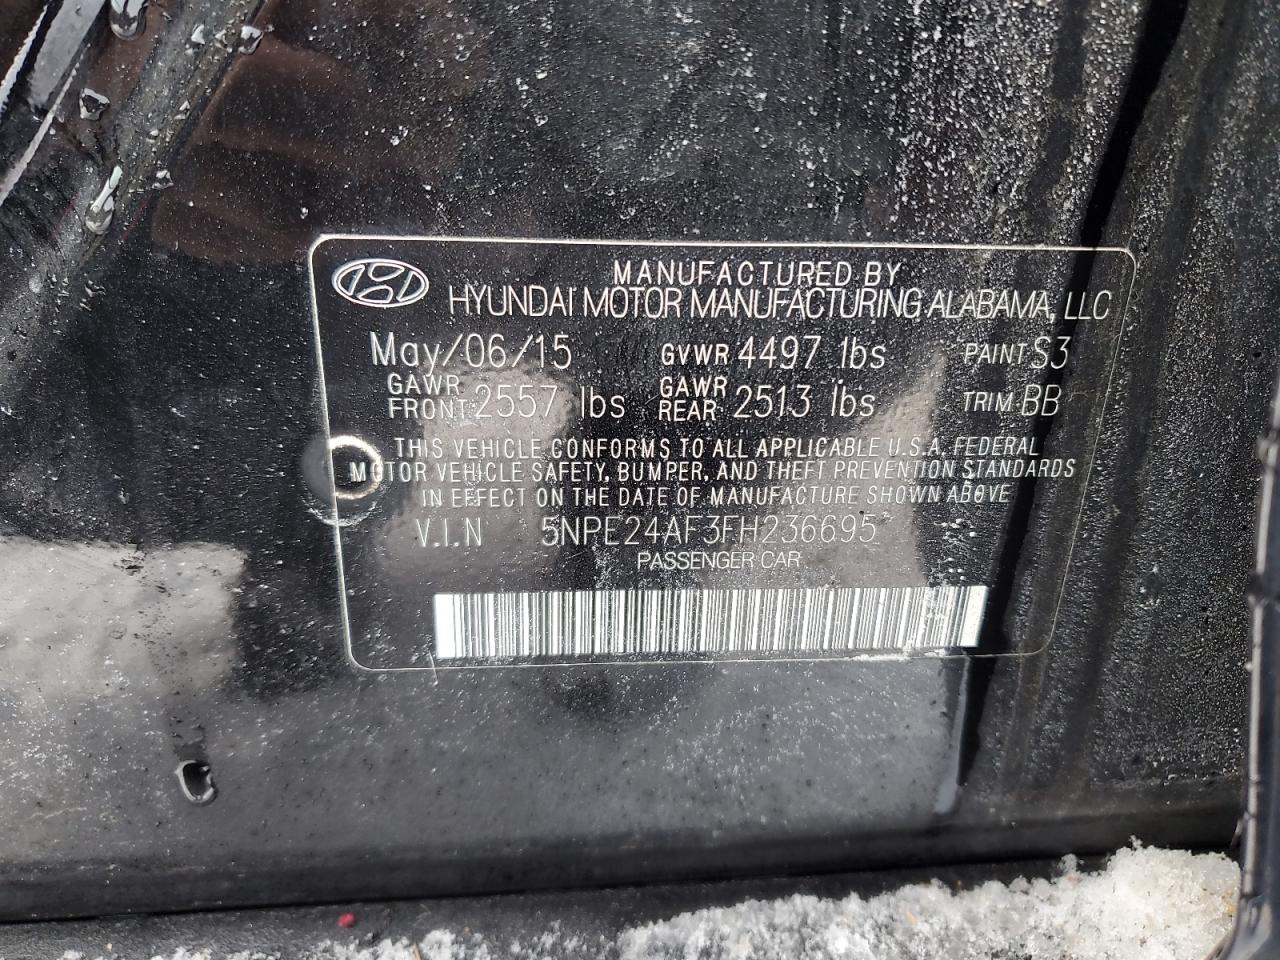 MANUFACTURED BY
HYUNDAI MOTOR MANUFACTURING ALABAMA, LLC
May/06/15 GVWR 4497 lbs PAINT S3
GAWR FRONT 2557 lbs GAWR REAR 2513 lbs TRIM BB
THIS VEHICLE CONFORMS TO ALL APPLICABLE U.S.A. FEDERAL
MOTOR VEHICLE SAFETY, BUMPER, AND THEFT PREVENTION STANDARDS
IN EFFECT ON THE DATE OF MANUFACTURE SHOWN ABOVE
V.I.N 5NPE24AF3FH236695
PASSENGER CAR